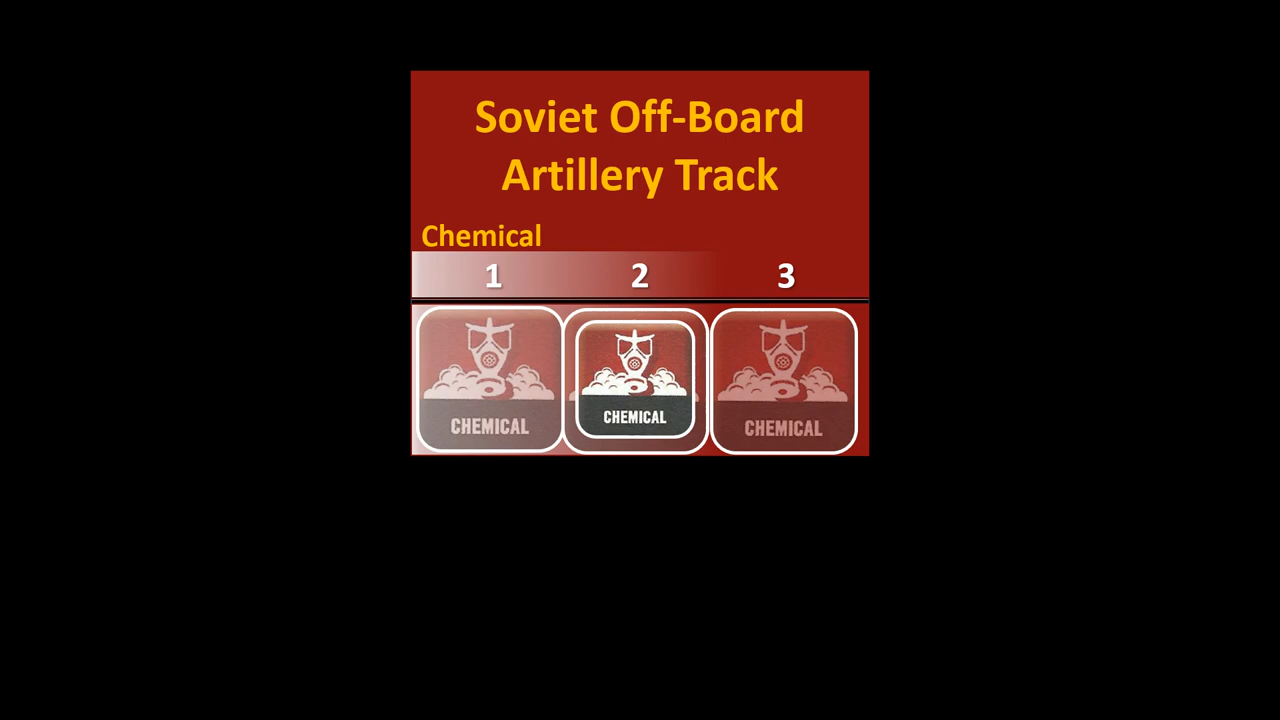 Soviet Off-Board
Artillery Track
Chemical
1 2 3
CHEMICAL CHEMICAL CHEMICAL